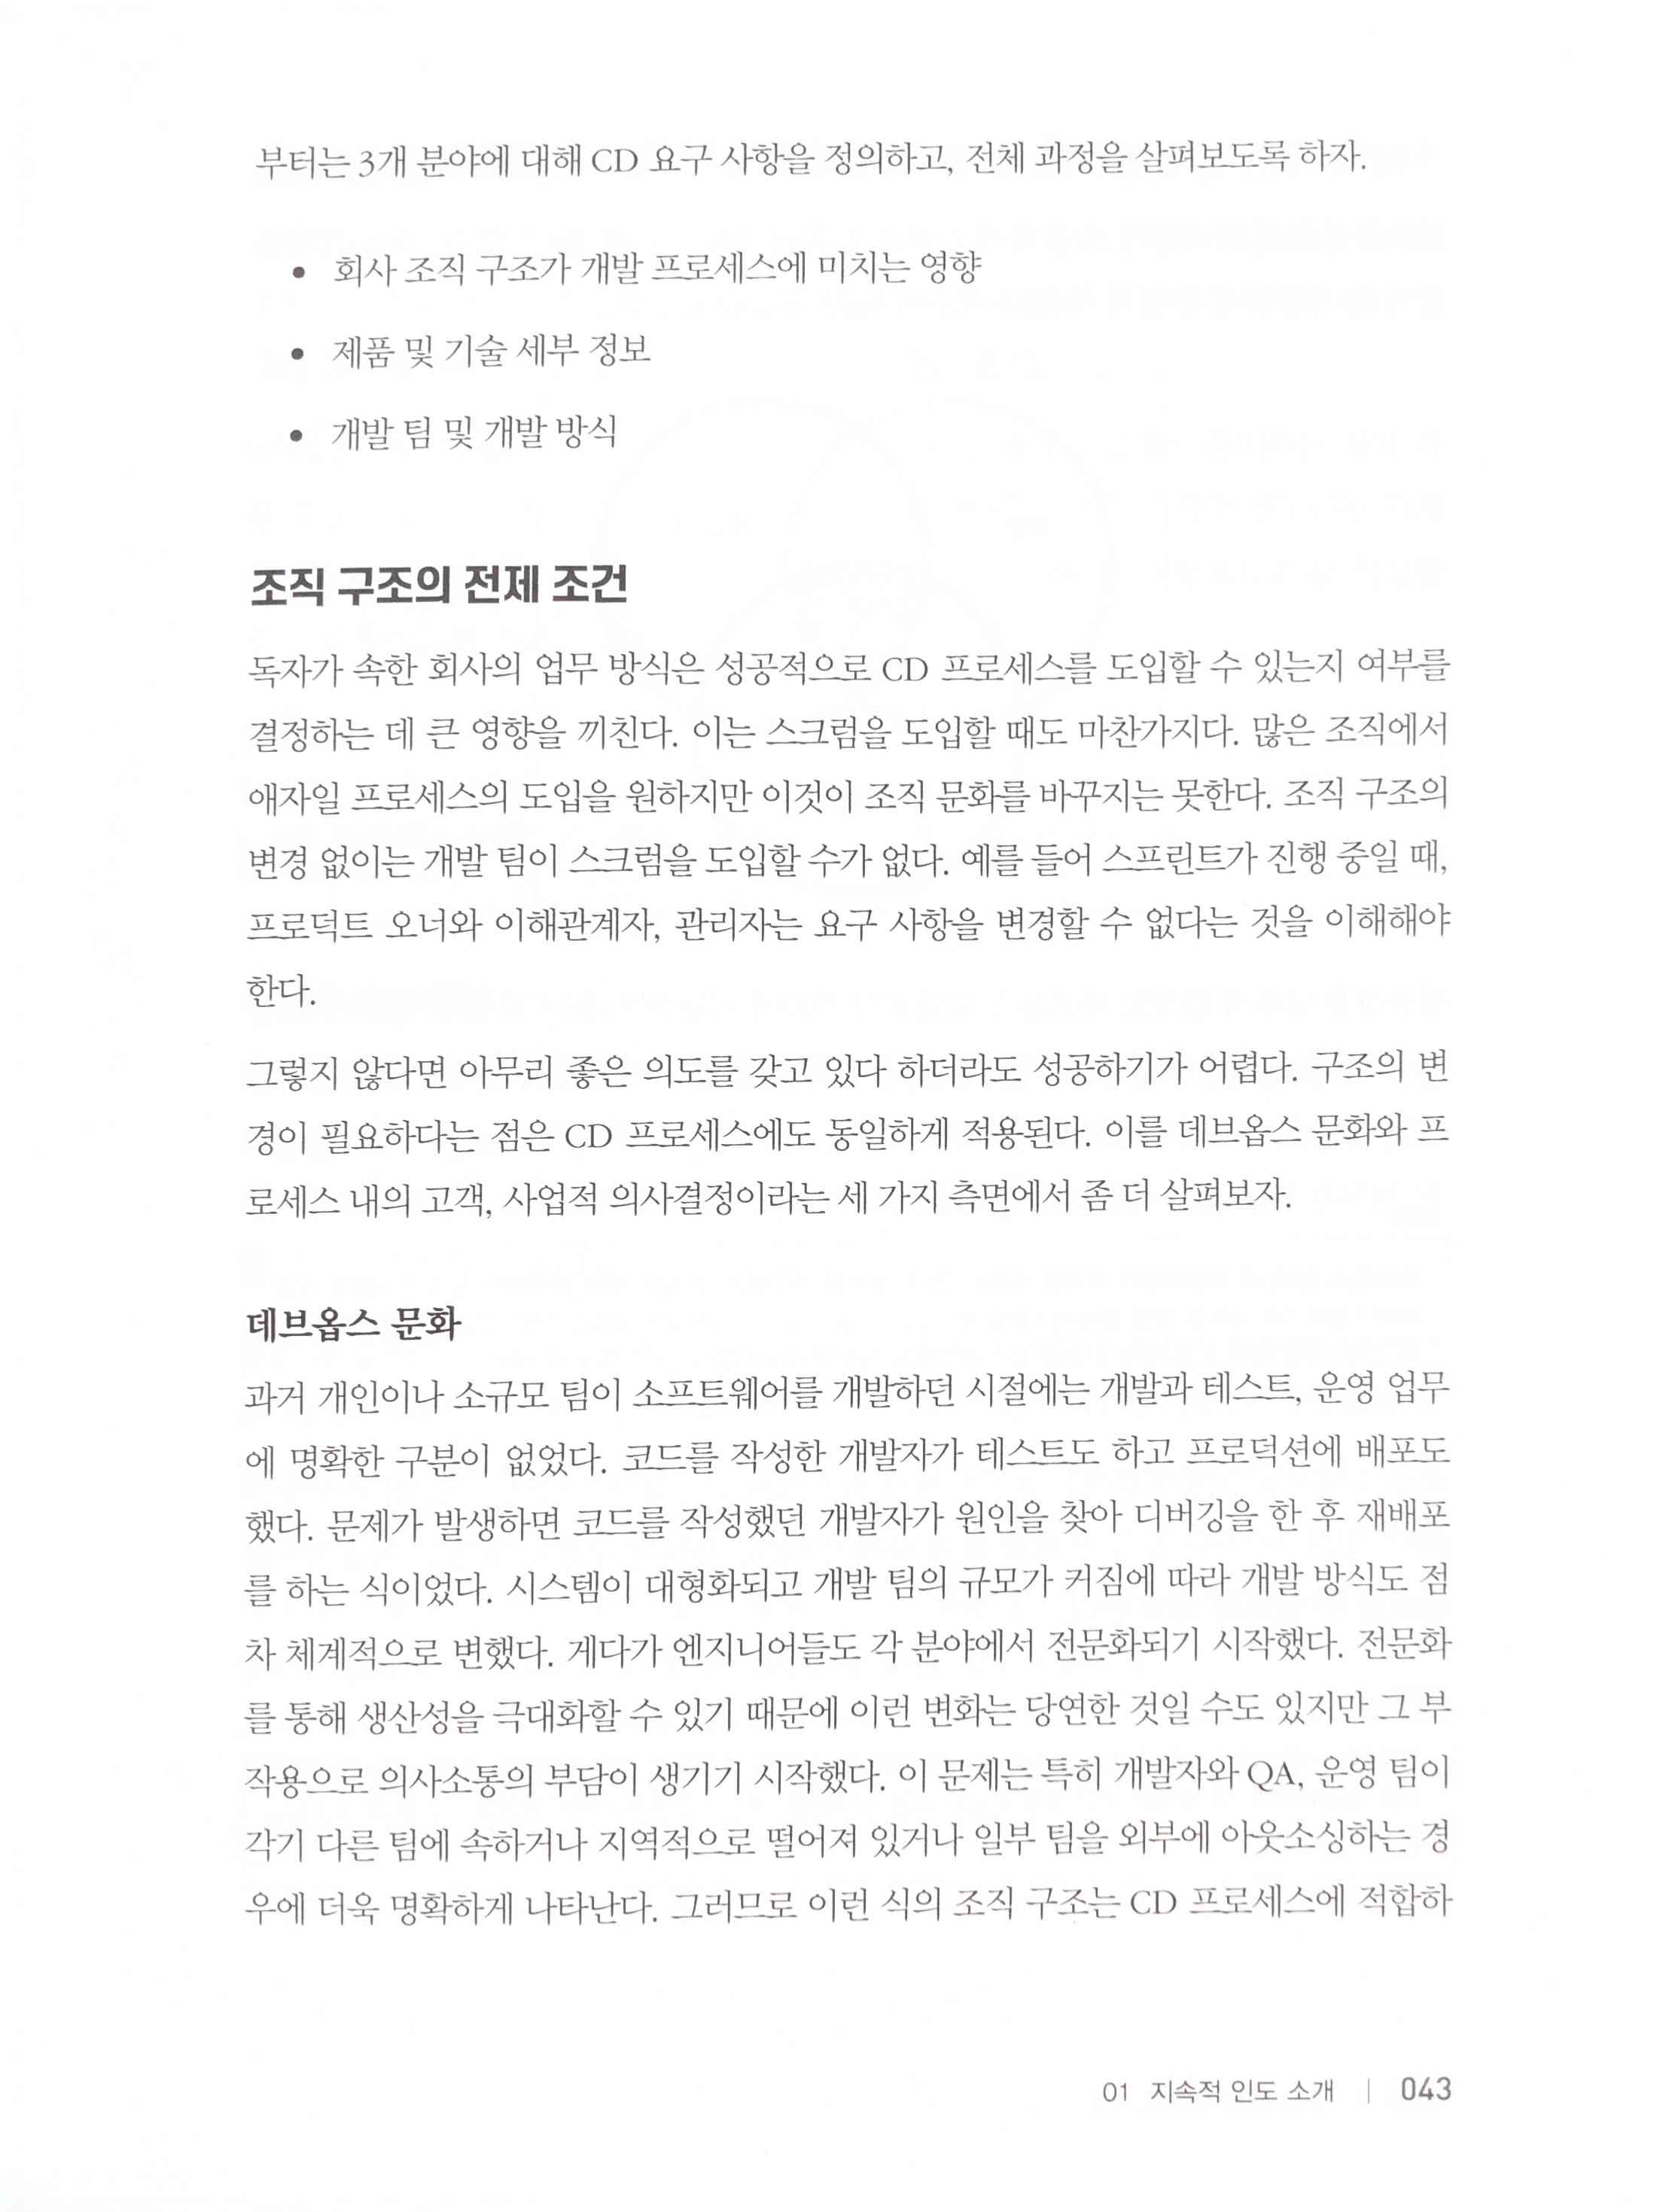 부터는 3개 분야에 대해 CD 요구 사항을 정의하고, 전체 과정을 살펴보도록 하자.
• 회사 조직 구조가 개발 프로세스에 미치는 영향
• 제품 및 기술 세부 정보
• 개발 팀 및 개발 방식
조직 구조의 전제 조건
독자가 속한 회사의 업무 방식은 성공적으로 CD 프로세스를 도입할 수 있는지 여부를
결정하는 데 큰 영향을 끼친다. 이는 스크럼을 도입할 때도 마찬가지다. 많은 조직에서
애자일 프로세스의 도입을 원하지만 이것이 조직 문화를 바꾸지는 못한다. 조직 구조의
변경 없이는 개발 팀이 스크럼을 도입할 수가 없다. 예를 들어 스프린트가 진행 중일 때,
프로덕트 오너와 이해관계자, 관리자는 요구 사항을 변경할 수 없다는 것을 이해해야
한다.
그렇지 않다면 아무리 좋은 의도를 갖고 있다 하더라도 성공하기가 어렵다. 구조의 변
경이 필요하다는 점은 CD 프로세스에도 동일하게 적용된다. 이를 데브옵스 문화와 프
로세스 내의 고객, 사업적 의사결정이라는 세 가지 측면에서 좀 더 살펴보자.
데브옵스 문화
과거 개인이나 소규모 팀이 소프트웨어를 개발하던 시절에는 개발과 테스트, 운영 업무
에 명확한 구분이 없었다. 코드를 작성한 개발자가 테스트도 하고 프로덕션에 배포도
했다. 문제가 발생하면 코드를 작성했던 개발자가 원인을 찾아 디버깅을 한 후 재배포
를 하는 식이었다. 시스템이 대형화되고 개발 팀의 규모가 커짐에 따라 개발 방식도 점
차 체계적으로 변했다. 게다가 엔지니어들도 각 분야에서 전문화되기 시작했다. 전문화
를 통해 생산성을 극대화할 수 있기 때문에 이런 변화는 당연한 것일 수도 있지만 그 부
작용으로 의사소통의 부담이 생기기 시작했다. 이 문제는 특히 개발자와 QA, 운영 팀이
각기 다른 팀에 속하거나 지역적으로 떨어져 있거나 일부 팀을 외부에 아웃소싱하는 경
우에 더욱 명확하게 나타난다. 그러므로 이런 식의 조직 구조는 CD 프로세스에 적합하
01 지속적 인도 소개 | 043